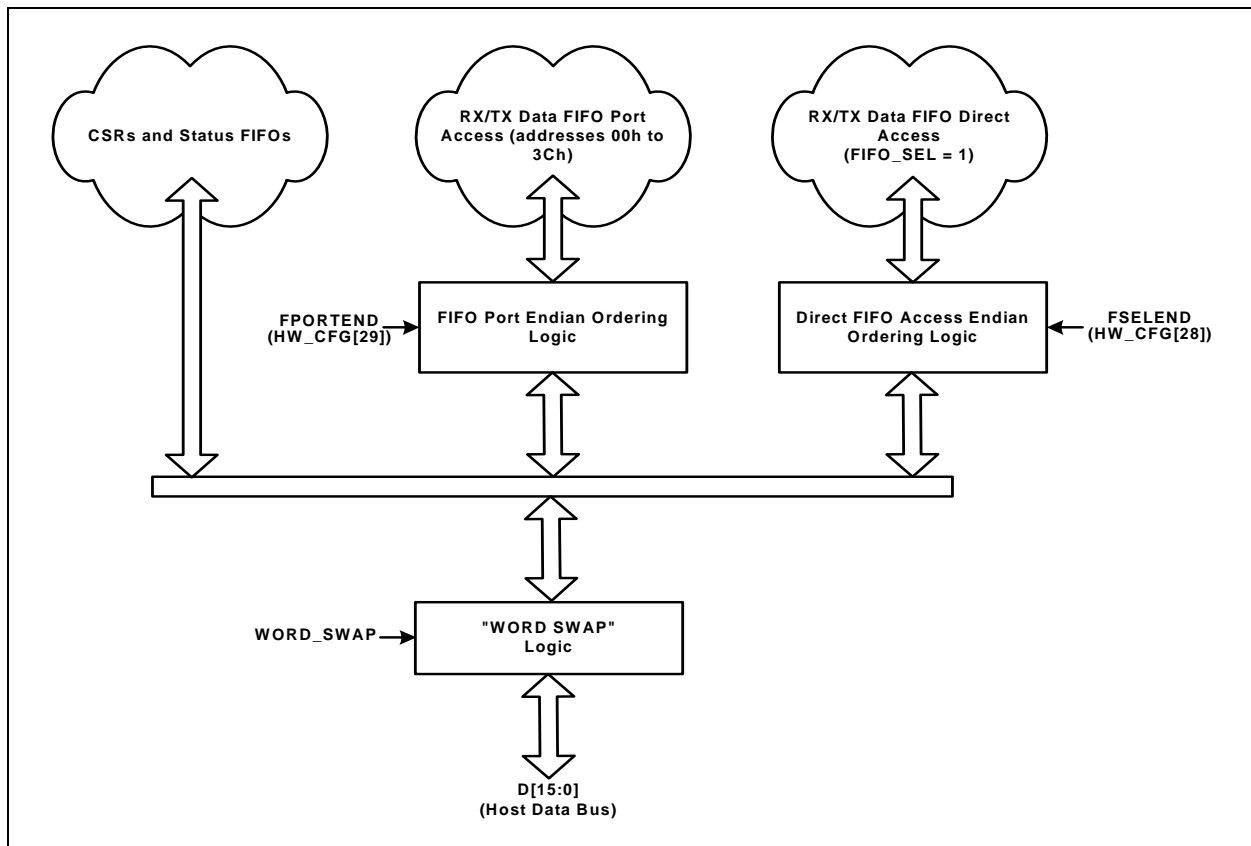 CSRs and Status FIFOs
RX/TX Data FIFO Port
Access (addresses 00h to
3Ch)
RX/TX Data FIFO Direct
Access
(FIFO_SEL = 1)
FPORTEND
(HW_CFG[29])
FIFO Port Endian Ordering
Logic
Direct FIFO Access Endian
Ordering Logic
FSELEND
(HW_CFG[28])
WORD_SWAP
"WORD SWAP"
Logic
D[15:0]
(Host Data Bus)